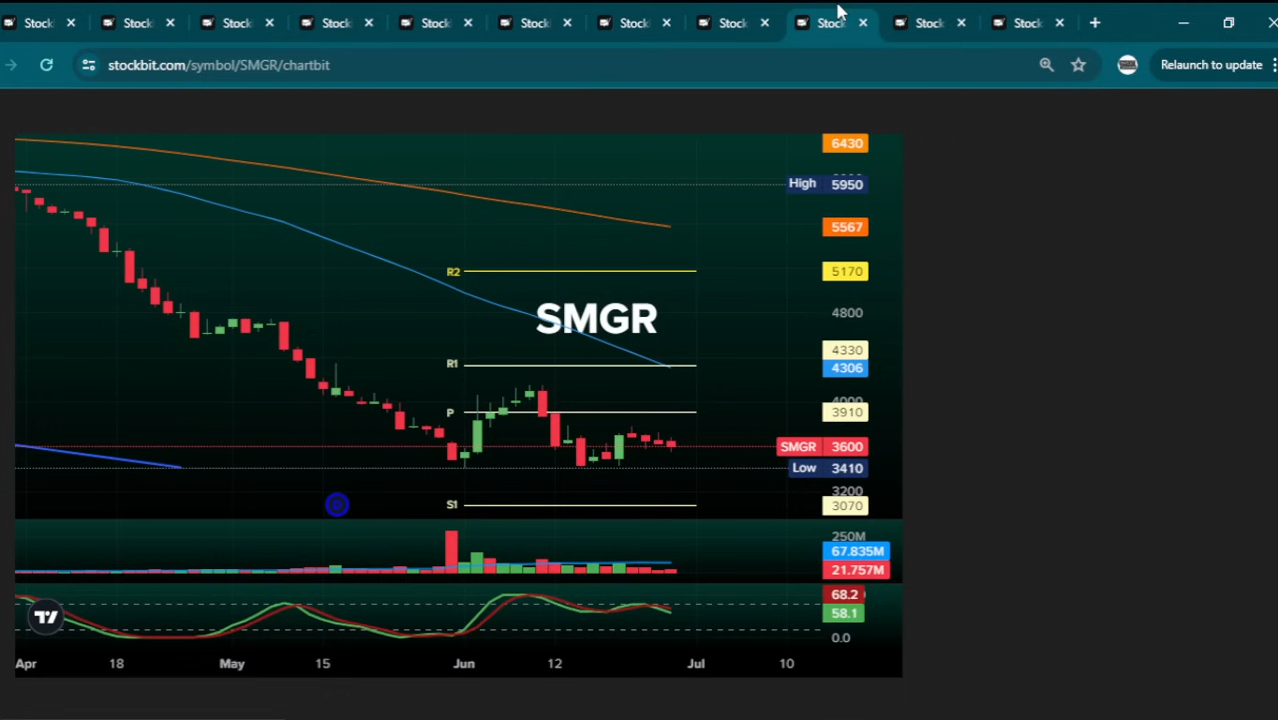 Stock Stock Stock Stock Stock Stock Stock Stock Stock Stock Stock
stockbit.com/symbol/SMGR/chartbit
Relaunch to update
6430
High 5950
5567
R2 5170
SMGR
4800
4330
R1 4306
4000
P 3910
SMGR 3600
Low 3410
3200
S1 3070
250M
67.835M
21.757M
68.2
58.1
0.0
Apr 18 May 15 Jun 12 Jul 10